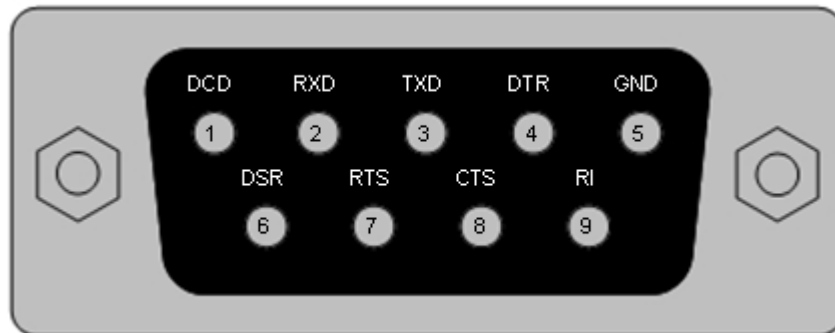 DCD RXD TXD DTR GND
1 2 3 4 5
DSR RTS CTS RI
6 7 8 9